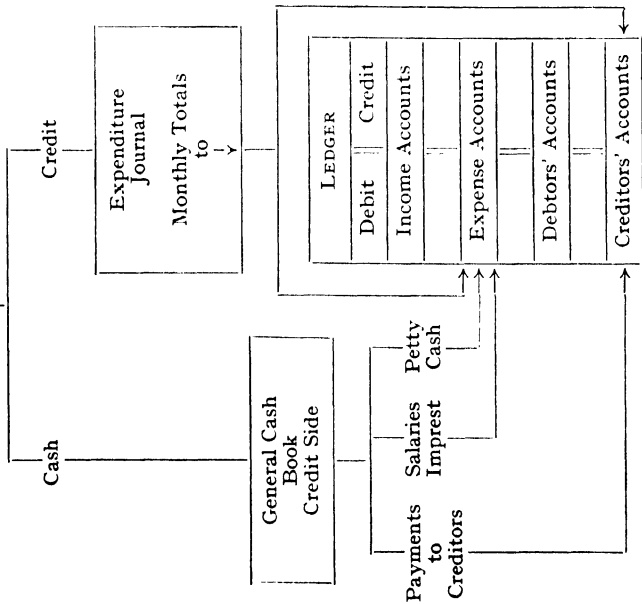 Cash
Credit
General Cash
Book
Credit Side
Expenditure
Journal
Monthly Totals
to
Payments
to
Creditors
Salaries
Imprest
Petty
Cash
LEDGER
Debit Credit
Income Accounts
Expense Accounts
Debtors' Accounts
Creditors' Accounts